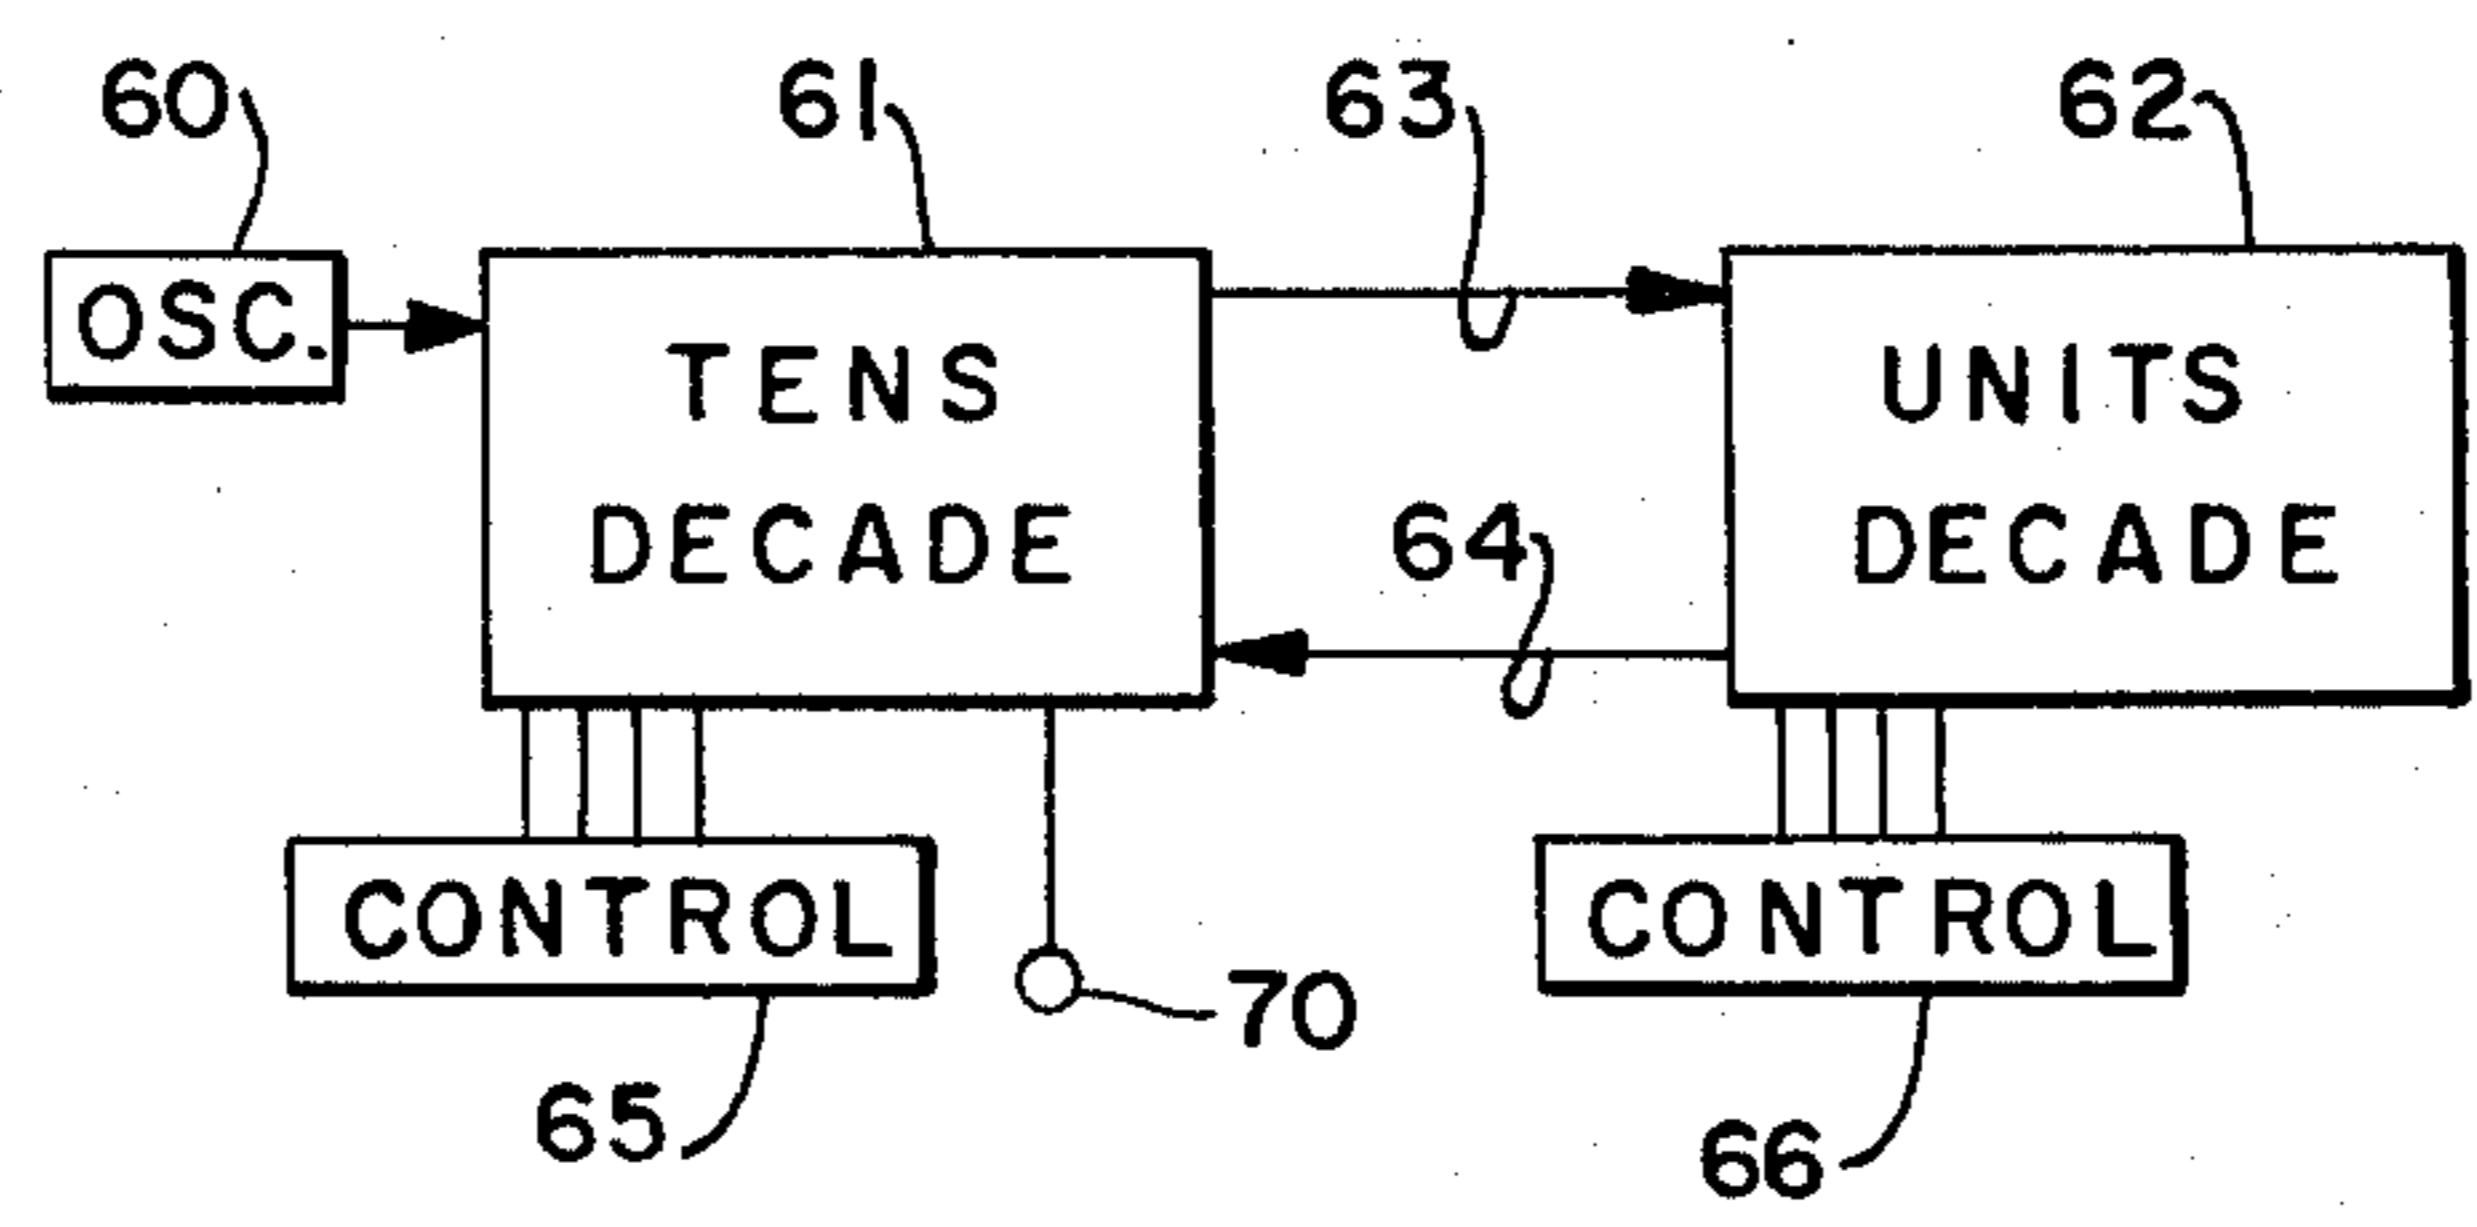 60
61
63
62
OSC.
TENS
DECADE
UNITS
DECADE
64
CONTROL
CONTROL
70
65
66